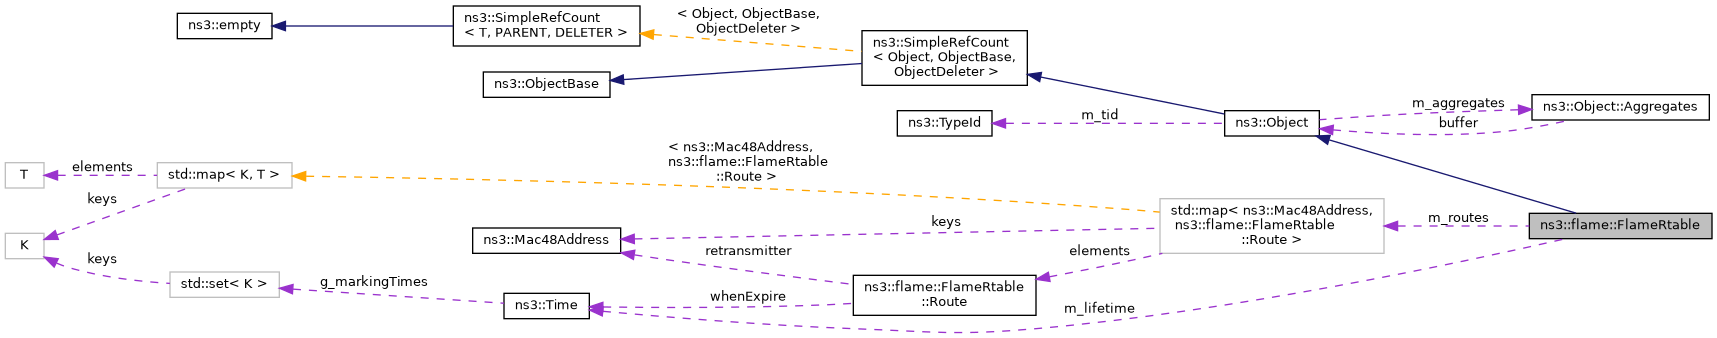 ns3::empty
ns3::SimpleRefCount
< T, PARENT, DELETER >
< Object, ObjectBase,
ObjectDeleter >
ns3::SimpleRefCount
< Object, ObjectBase,
ObjectDeleter >
ns3::ObjectBase
ns3::TypeId
m_tid
ns3::Object
m_aggregates
buffer
ns3::Object::Aggregates
T
elements
std::map< K, T >
keys
< ns3::Mac48Address,
ns3::flame::FlameRtable
::Route >
K
keys
std::set< K >
g_markingTimes
ns3::Mac48Address
keys
retransmitter
std::map< ns3::Mac48Address,
ns3::flame::FlameRtable
::Route >
m_routes
ns3::flame::FlameRtable
elements
ns3::Time
whenExpire
ns3::flame::FlameRtable
::Route
m_lifetime